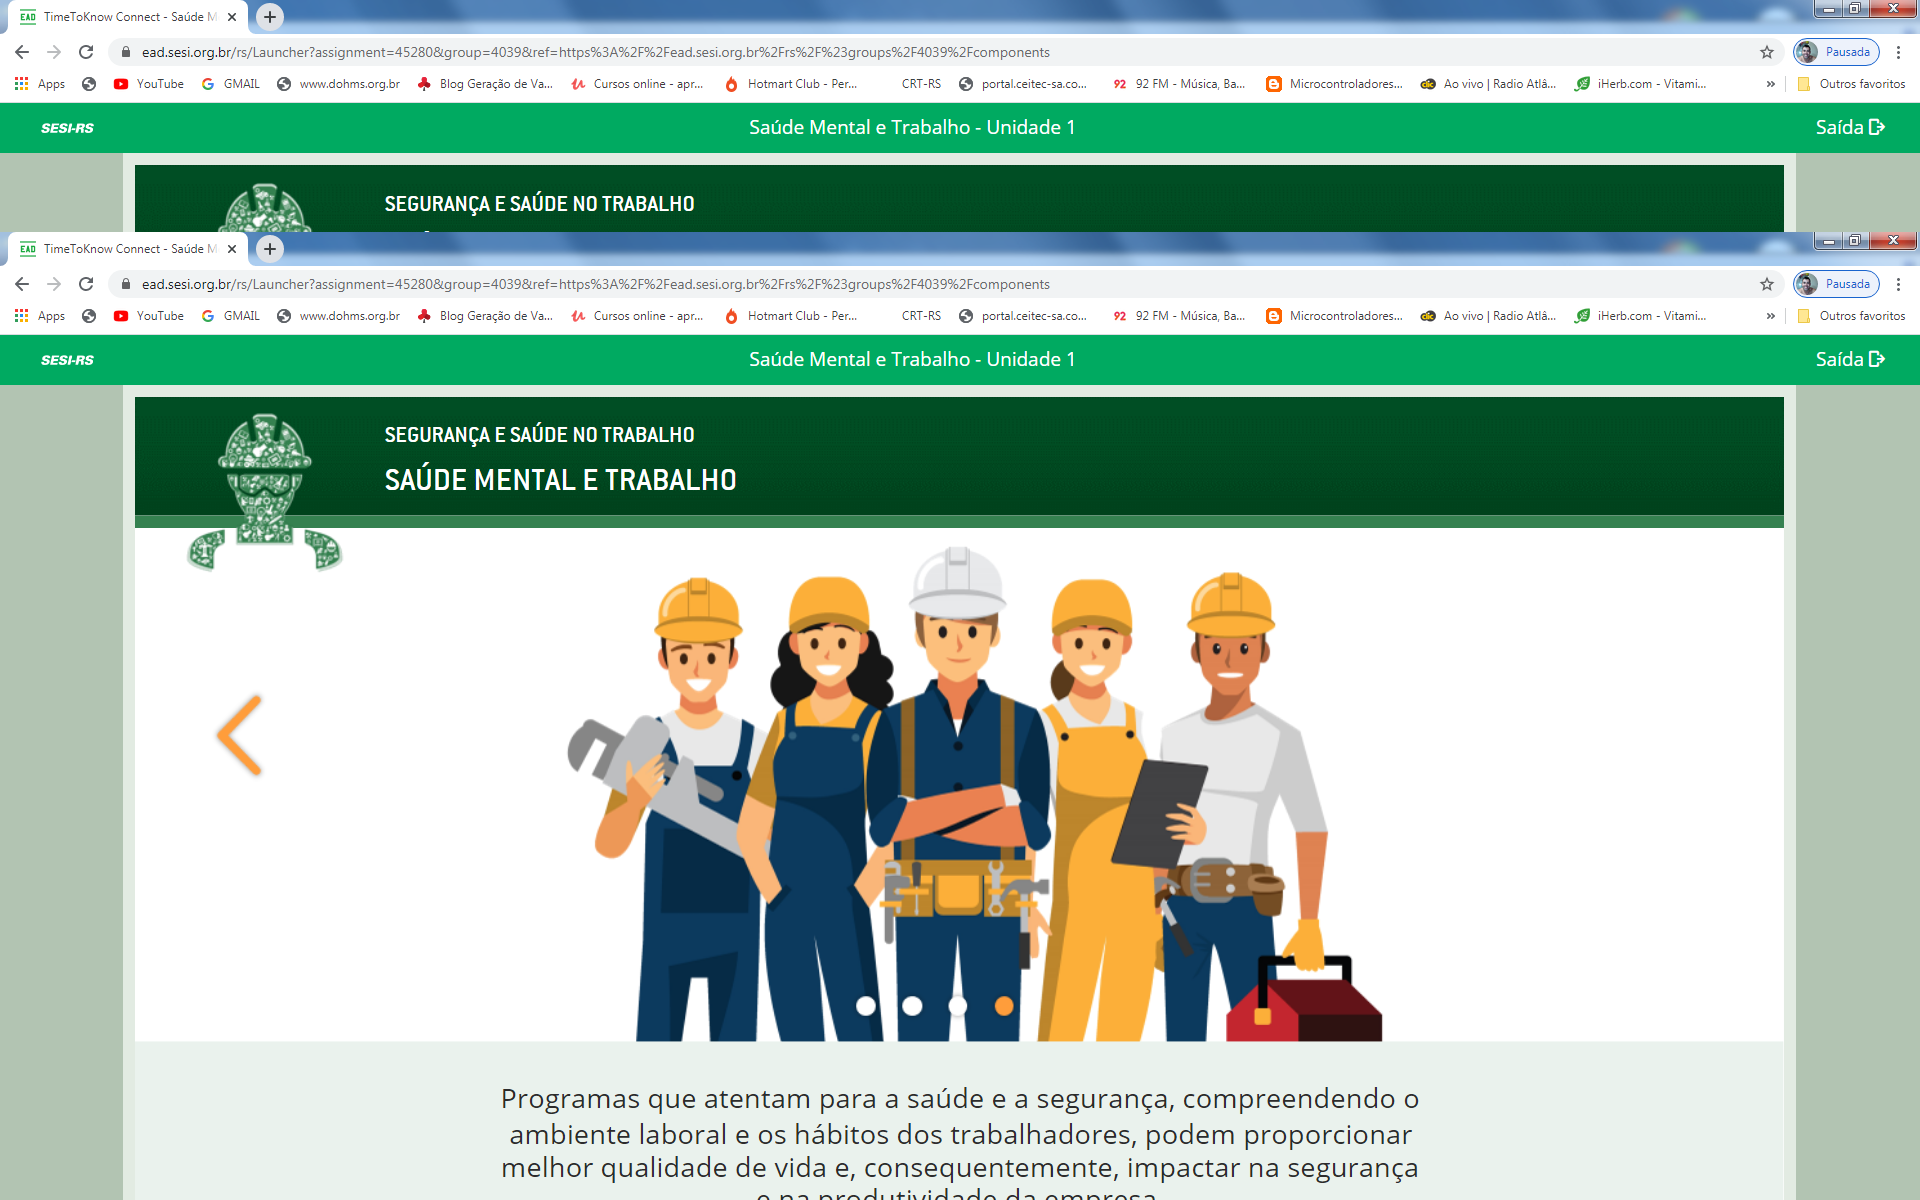 EAD TimeToKnow Connect - Saúde M
ead.sesi.org.br/rs/Launcher?assignment=45280&group=4039&ref=https%3A%2F%2Fead.sesi.org.br%2Frs%2F%23groups%2F4039%2Fcomponents
Pausada
Apps YouTube GMAIL www.dohms.org.br Blog Geração de Va... Cursos online - apr... Hotmart Club - Per... CRT-RS portal.ceitec-sa.co... 92 92 FM - Música, Ba... Microcontroladores... Ao vivo | Radio Atlâ... iHerb.com - Vitami... » Outros favoritos
SESI-RS Saúde Mental e Trabalho - Unidade 1 Saída
SEGURANÇA E SAÚDE NO TRABALHO
EAD TimeToKnow Connect - Saúde M
ead.sesi.org.br/rs/Launcher?assignment=45280&group=4039&ref=https%3A%2F%2Fead.sesi.org.br%2Frs%2F%23groups%2F4039%2Fcomponents
Pausada
Apps YouTube GMAIL www.dohms.org.br Blog Geração de Va... Cursos online - apr... Hotmart Club - Per... CRT-RS portal.ceitec-sa.co... 92 92 FM - Música, Ba... Microcontroladores... Ao vivo | Radio Atlâ... iHerb.com - Vitami... » Outros favoritos
SESI-RS Saúde Mental e Trabalho - Unidade 1 Saída
SEGURANÇA E SAÚDE NO TRABALHO
SAÚDE MENTAL E TRABALHO
Programas que atentam para a saúde e a segurança, compreendendo o
ambiente laboral e os hábitos dos trabalhadores, podem proporcionar
melhor qualidade de vida e, consequentemente, impactar na segurança
e na produtividade da empresa